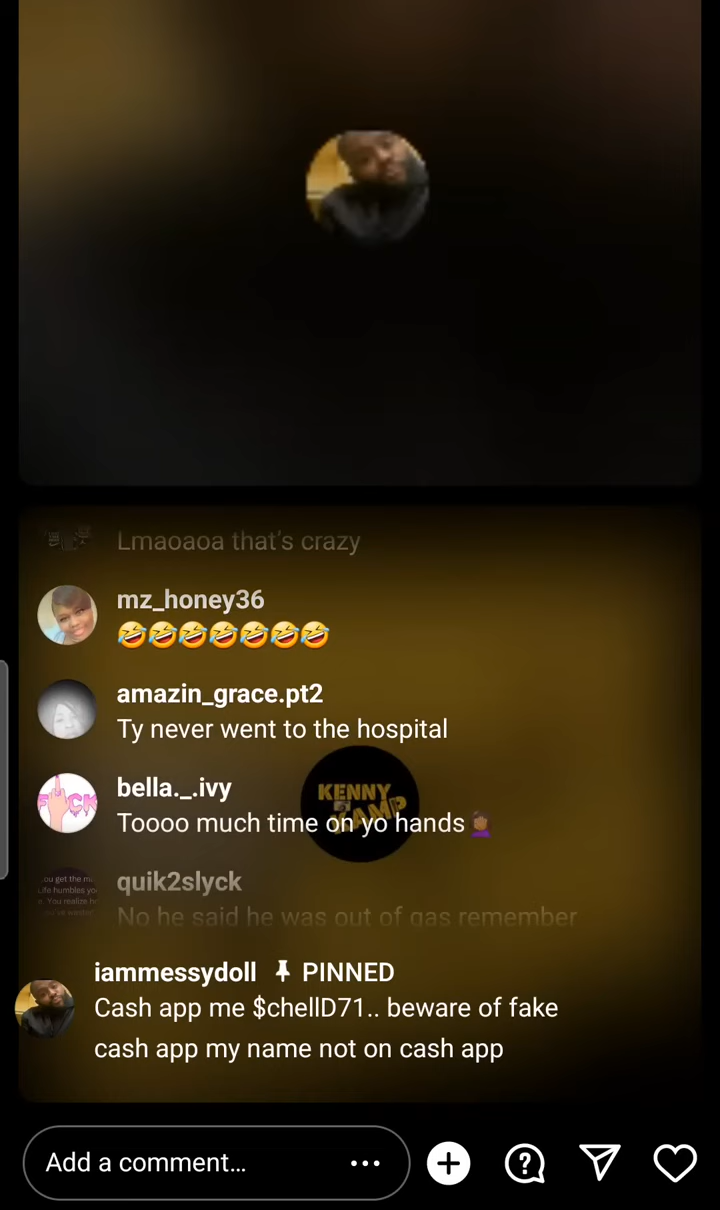 Lmaoaoa that's crazy
mz_honey36
🤣🤣🤣🤣🤣🤣🤣
amazin_grace.pt2
Ty never went to the hospital
bella._.ivy
Toooo much time on yo hands🤦🏾‍♀️
KENNY
KAMP
quik2slyck
No he said he was out of gas remember
iammessydoll PINNED
Cash app me $chellD71.. beware of fake
cash app my name not on cash app
Add a comment...